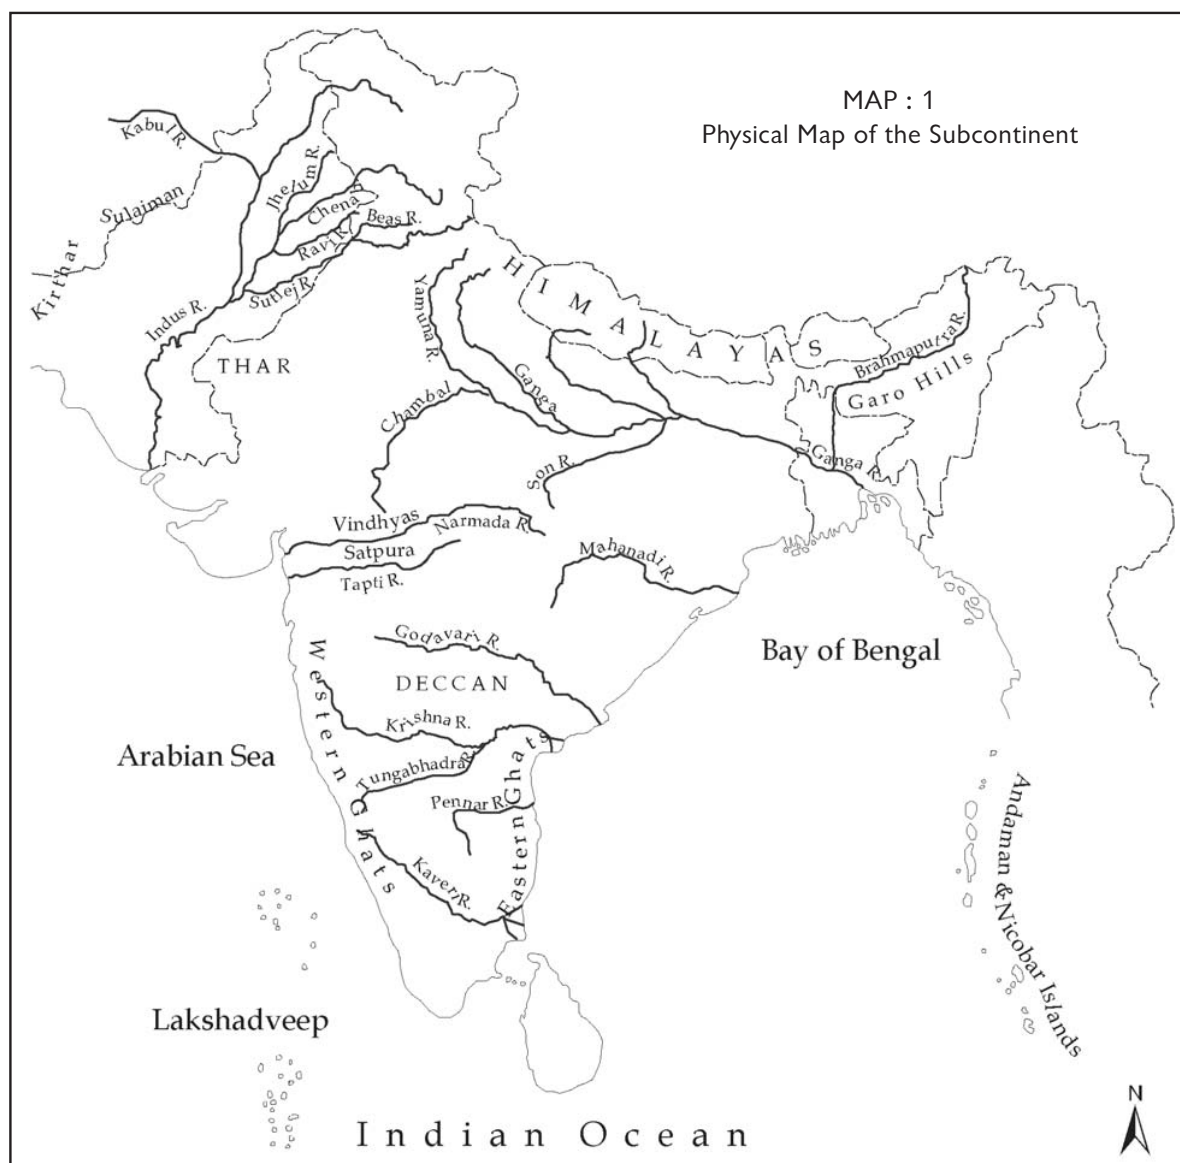 MAP : 1
Physical Map of the Subcontinent
Kabul R.
Jhelum R.
Sulaiman
Chenab
Beas R.
Ravi R.
Kirthar
Sutlej R.
Indus R.
HIMALAYAS
Yamuna R.
Brahmaputra R.
THAR
Garo Hills
Ganga
Chambal
Ganga R.
Son R.
Vindhyas
Narmada R.
Satpura
Mahanadi R.
Tapti R.
Godavari R.
Bay of Bengal
Western Ghats
DECCAN
Krishna R.
Arabian Sea
Tungabhadra R.
Eastern Ghats
Pennar R.
Andaman & Nicobar Islands
Kaveri R.
Lakshadveep
N
Indian Ocean